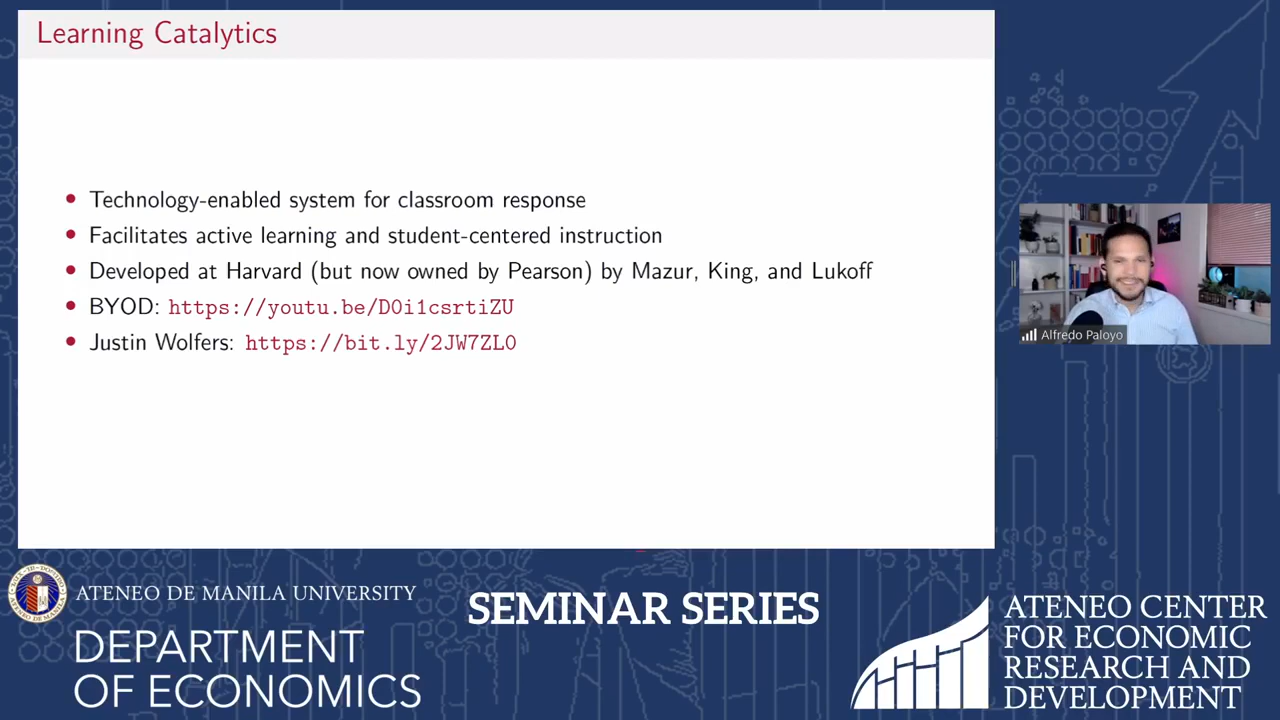 Learning Catalytics
Technology-enabled system for classroom response
Facilitates active learning and student-centered instruction
Developed at Harvard (but now owned by Pearson) by Mazur, King, and Lukoff
BYOD: https://youtu.be/D0i1csrtiZU
Justin Wolfers: https://bit.ly/2JW7ZL0
Alfredo Paloyo
ATENEO DE MANILA UNIVERSITY
DEPARTMENT
OF ECONOMICS
SEMINAR SERIES
ATENEO CENTER
FOR ECONOMIC
RESEARCH AND
DEVELOPMENT